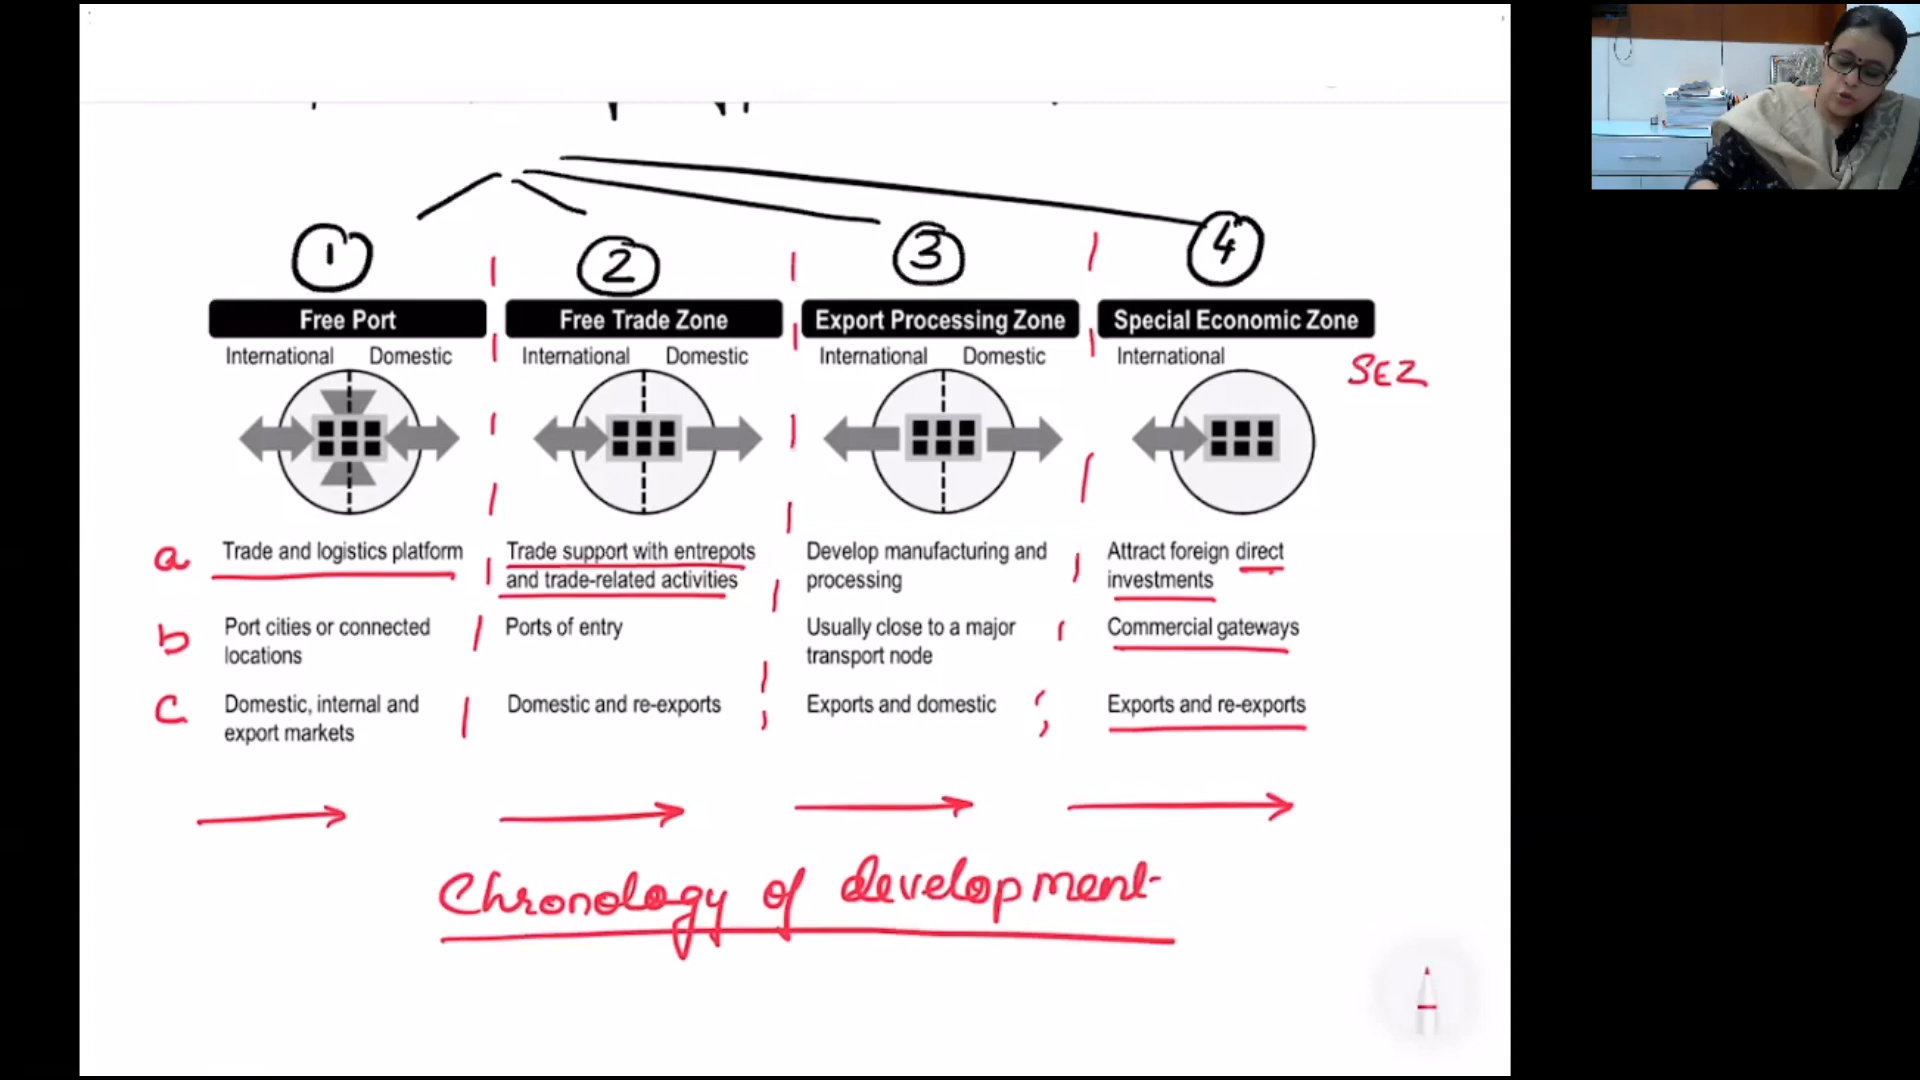 1
2
3
4
Free Port
Free Trade Zone
Export Processing Zone
Special Economic Zone
International Domestic
International Domestic
International Domestic
International
SEZ
a
Trade and logistics platform
Trade support with entrepots
and trade-related activities
Develop manufacturing and
processing
Attract foreign direct
investments
b
Port cities or connected
locations
Ports of entry
Usually close to a major
transport node
Commercial gateways
c
Domestic, internal and
export markets
Domestic and re-exports
Exports and domestic
Exports and re-exports
Chronology of development